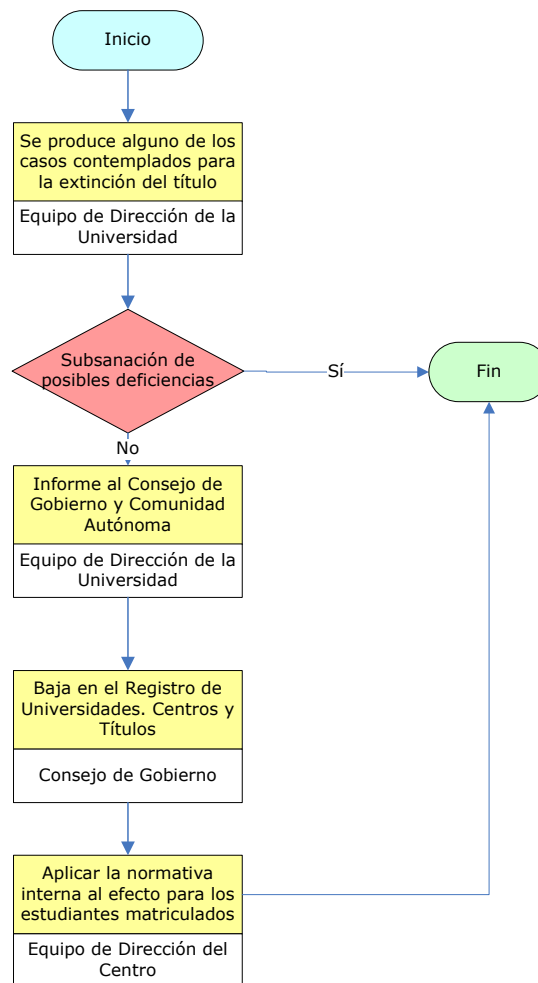 Inicio
Se produce alguno de los
casos contemplados para
la extinción del título
Equipo de Dirección de la
Universidad
Subsanación de
posibles deficiencias
Sí
Fin
No
Informe al Consejo de
Gobierno y Comunidad
Autónoma
Equipo de Dirección de la
Universidad
Baja en el Registro de
Universidades. Centros y
Títulos
Consejo de Gobierno
Aplicar la normativa
interna al efecto para los
estudiantes matriculados
Equipo de Dirección del
Centro